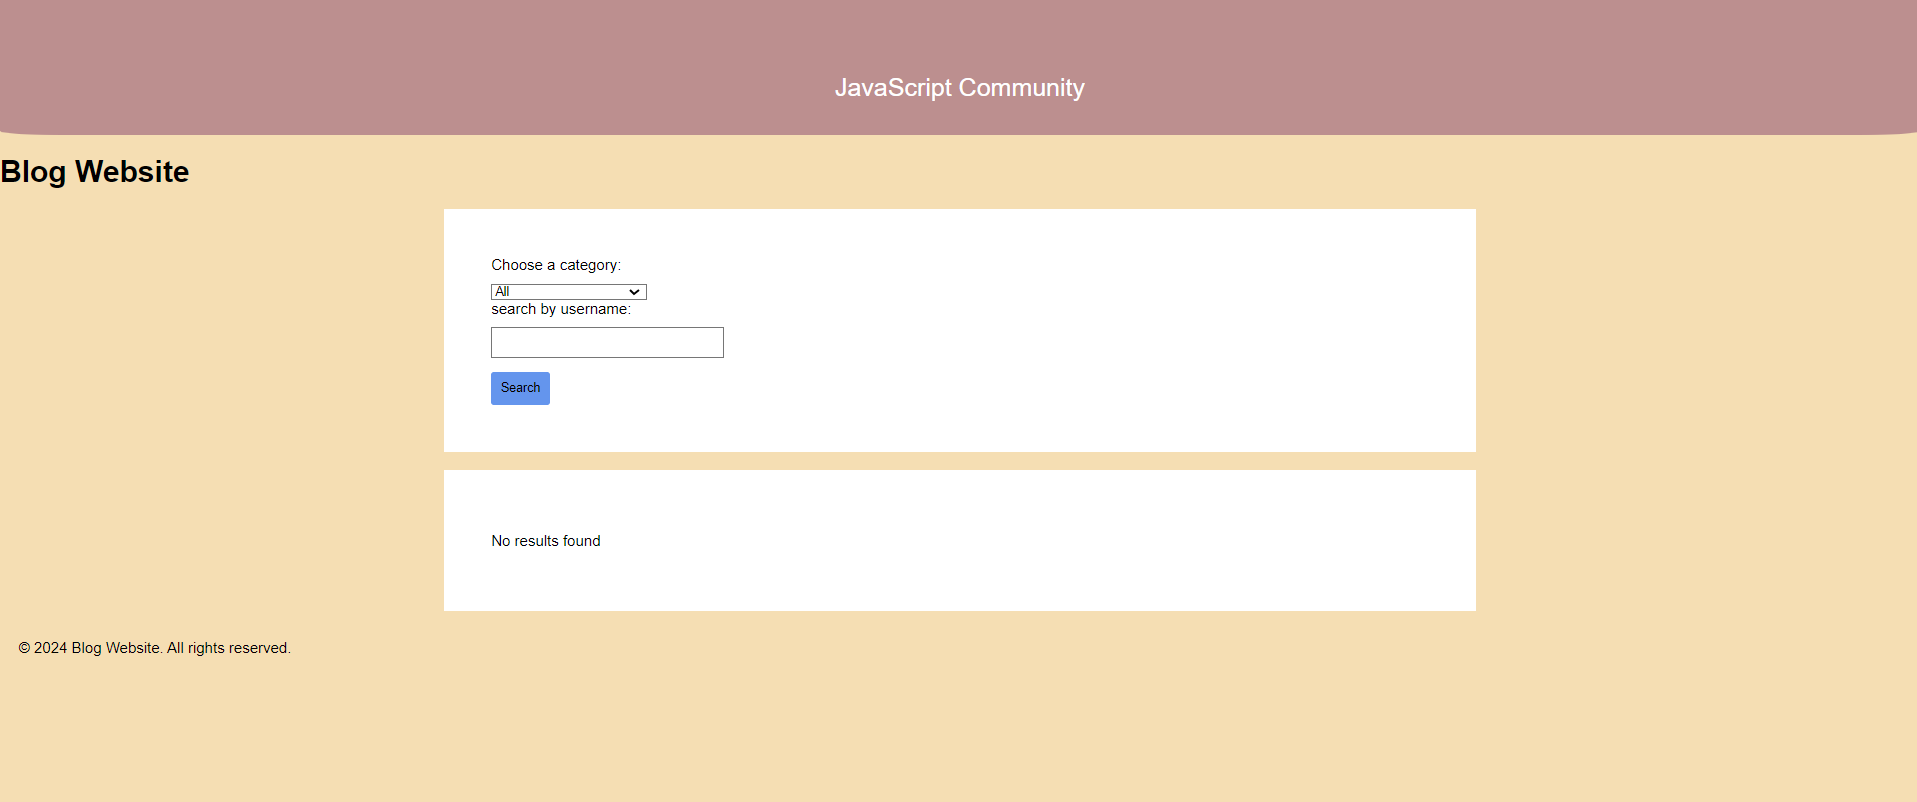 JavaScript Community
Blog Website
Choose a category:
All
search by username:
Search
No results found
© 2024 Blog Website. All rights reserved.